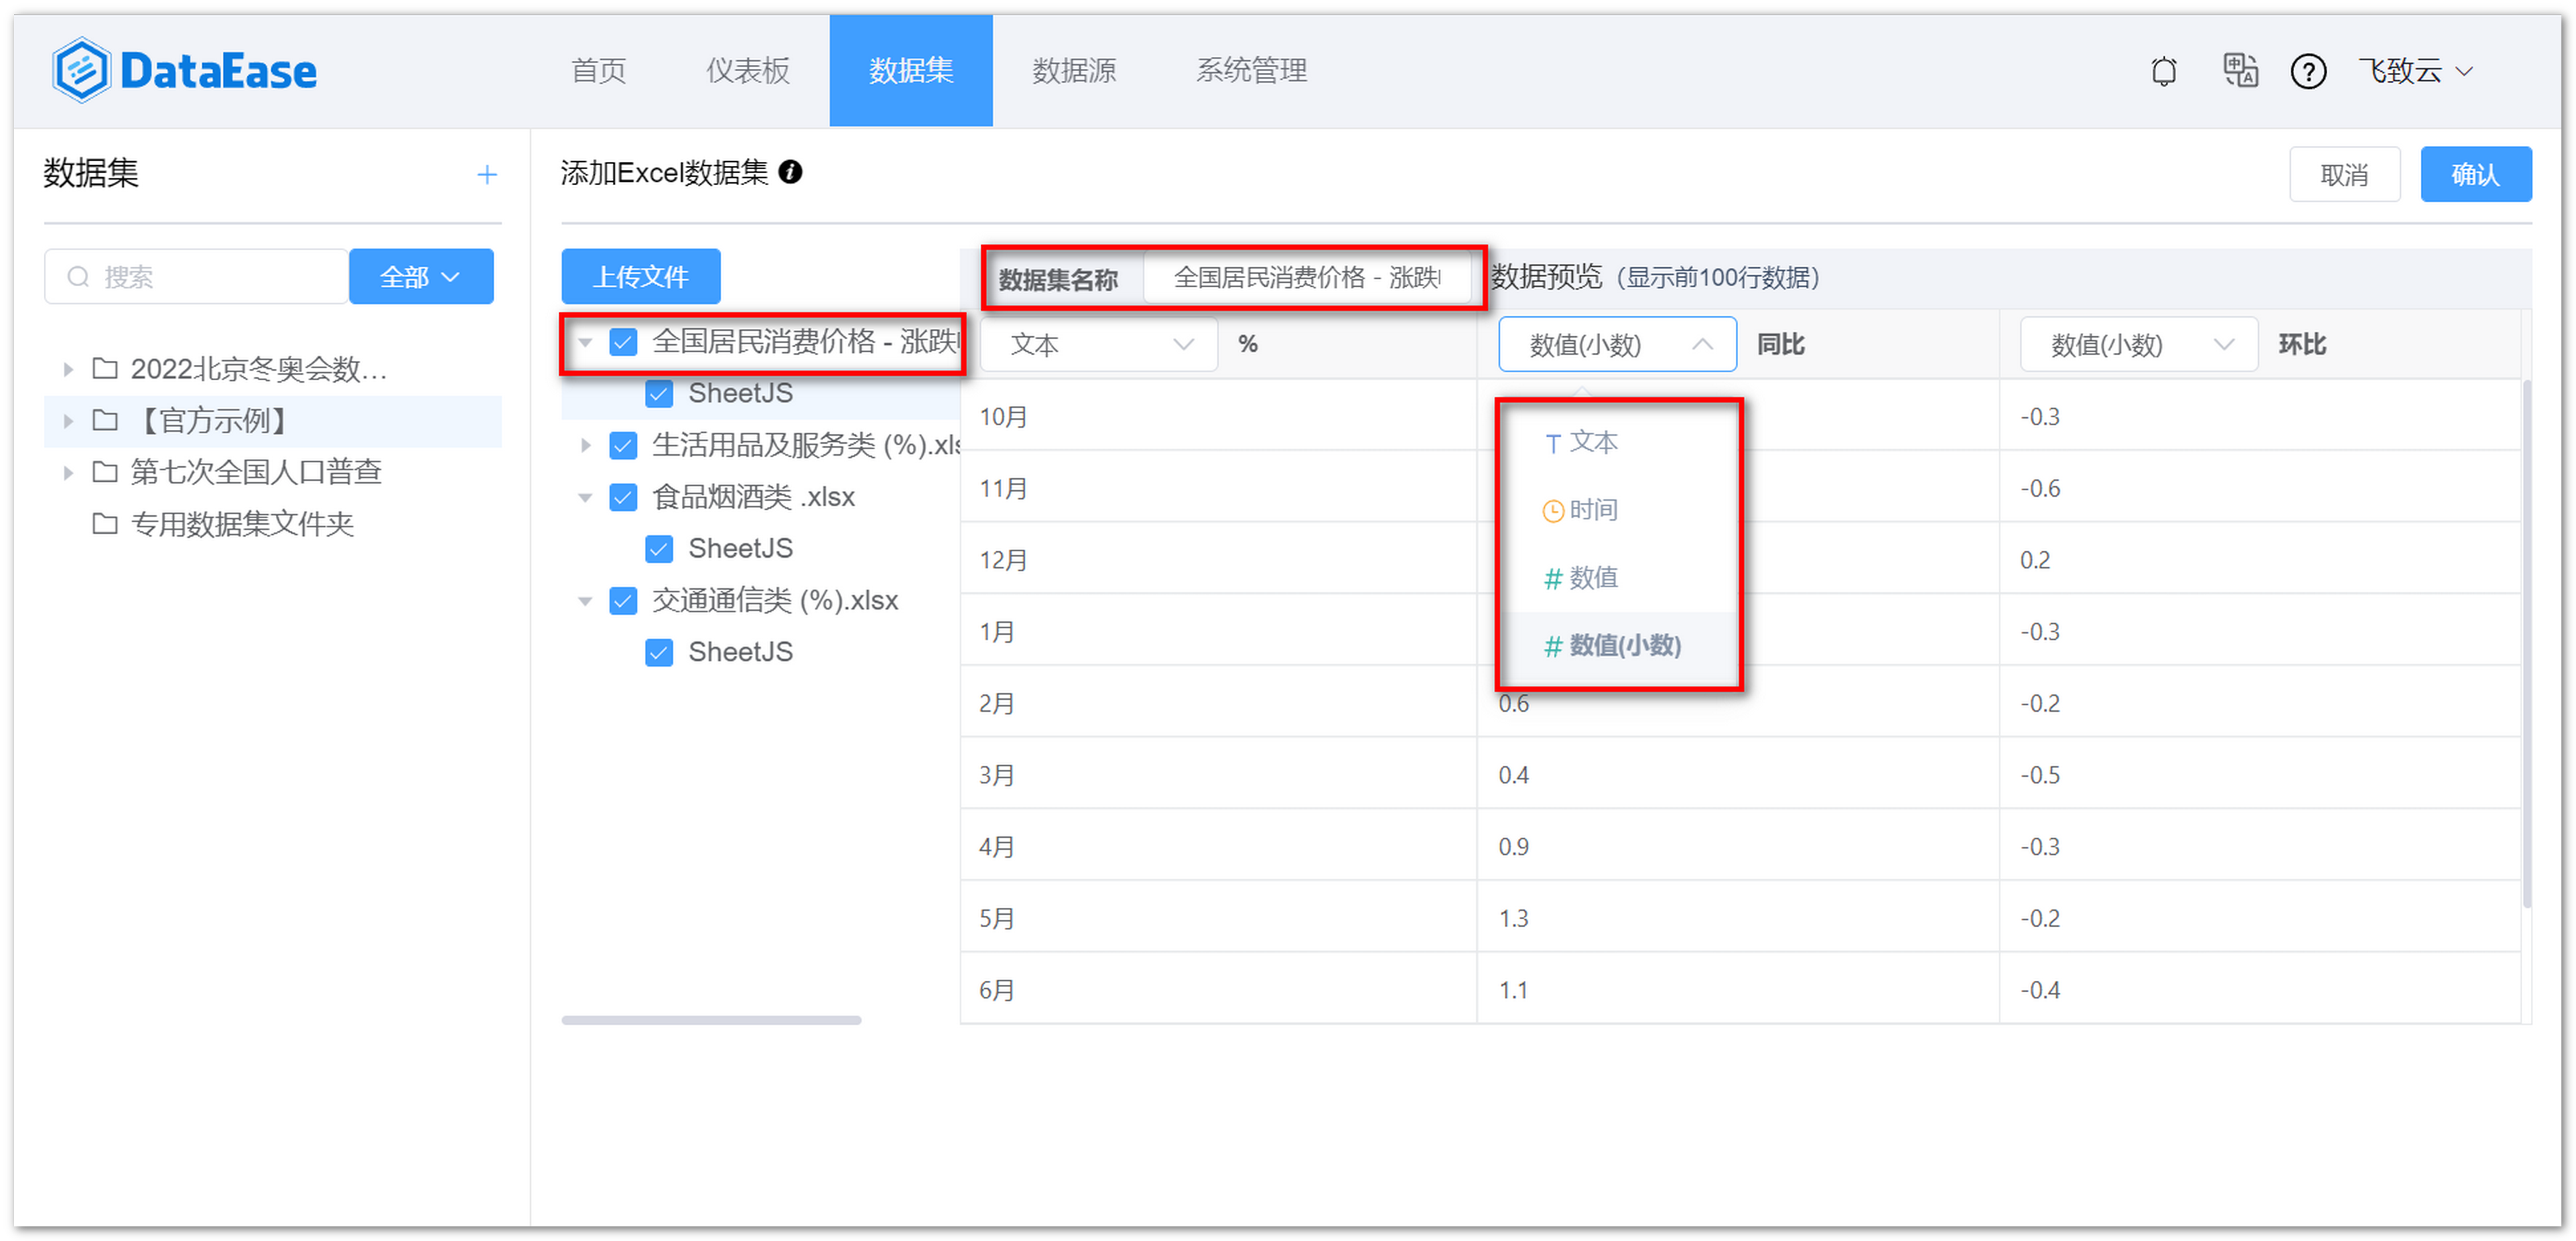 DataEase 首页 仪表板 数据集 数据源 系统管理 飞致云
数据集
搜索 全部
2022北京冬奥会数...
【官方示例】
第七次全国人口普查
专用数据集文件夹
添加Excel数据集 取消 确认
上传文件
全国居民消费价格 - 涨跌
SheetJS
生活用品及服务类 (%).xls
食品烟酒类 .xlsx
SheetJS
交通通信类 (%).xlsx
SheetJS
数据集名称 全国居民消费价格 - 涨跌 数据预览 (显示前100行数据)
文本 % 数值(小数) 同比 数值(小数) 环比
文本
时间
数值
数值(小数)
10月 -0.3
11月 -0.6
12月 0.2
1月 -0.3
2月 0.6 -0.2
3月 0.4 -0.5
4月 0.9 -0.3
5月 1.3 -0.2
6月 1.1 -0.4